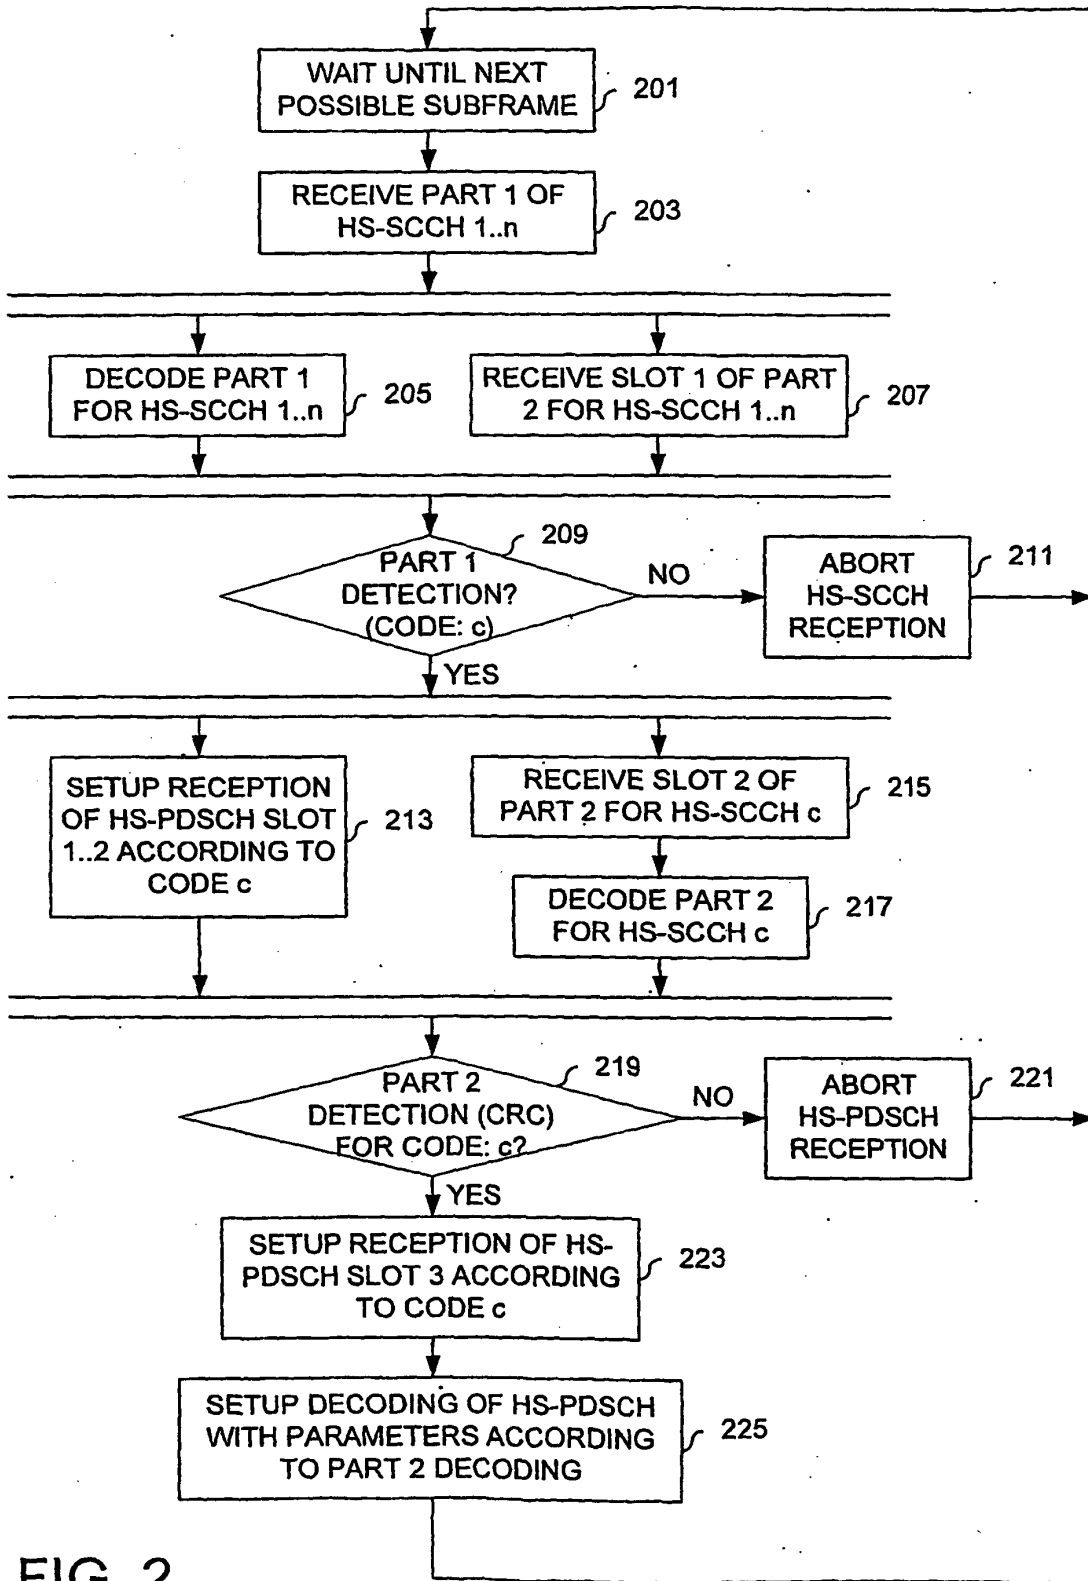 WAIT UNTIL NEXT
POSSIBLE SUBFRAME
201
RECEIVE PART 1 OF
HS-SCCH 1..n
203
DECODE PART 1
FOR HS-SCCH 1..n
205
RECEIVE SLOT 1 OF PART
2 FOR HS-SCCH 1..n
207
209
PART 1
DETECTION?
(CODE: c)
NO
ABORT
HS-SCCH
RECEPTION
211
YES
SETUP RECEPTION
OF HS-PDSCH SLOT
1..2 ACCORDING TO
CODE c
213
RECEIVE SLOT 2 OF
PART 2 FOR HS-SCCH c
215
DECODE PART 2
FOR HS-SCCH c
217
219
PART 2
DETECTION (CRC)
FOR CODE: c?
NO
ABORT
HS-PDSCH
RECEPTION
221
YES
SETUP RECEPTION OF HS-
PDSCH SLOT 3 ACCORDING
TO CODE c
223
SETUP DECODING OF HS-PDSCH
WITH PARAMETERS ACCORDING
TO PART 2 DECODING
225
FIG. 2